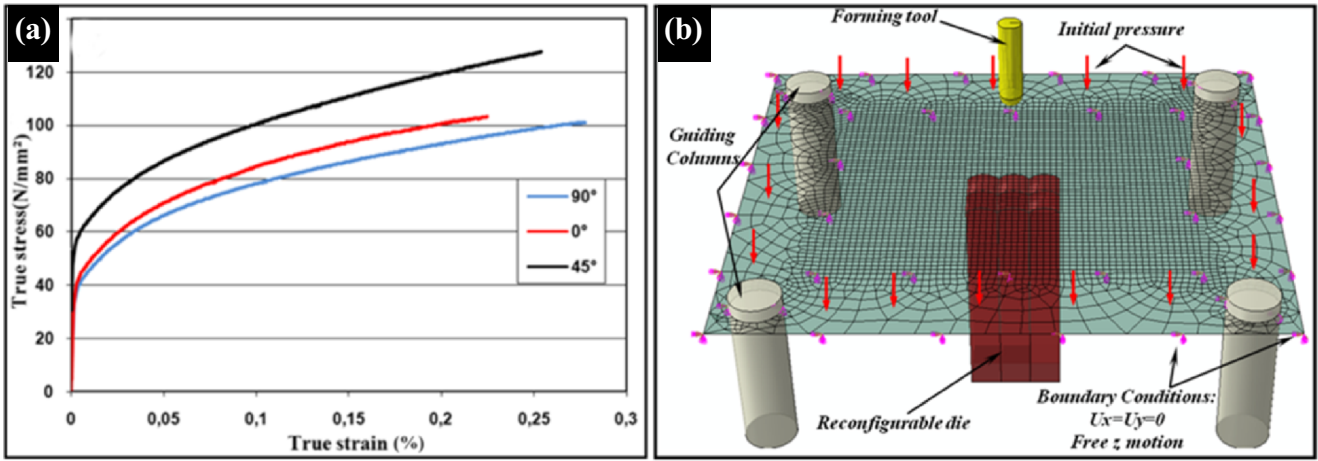 (a)
120
100
80
60
40
20
0
True stress(N/mm²)
90°
0°
45°
0
0,05
0,1
0,15
0,2
0,25
0,3
True strain (%)
(b)
Forming tool
Initial pressure
Guiding
Columns
Reconfigurable die
Boundary Conditions:
Ux=Uy=0
Free z motion